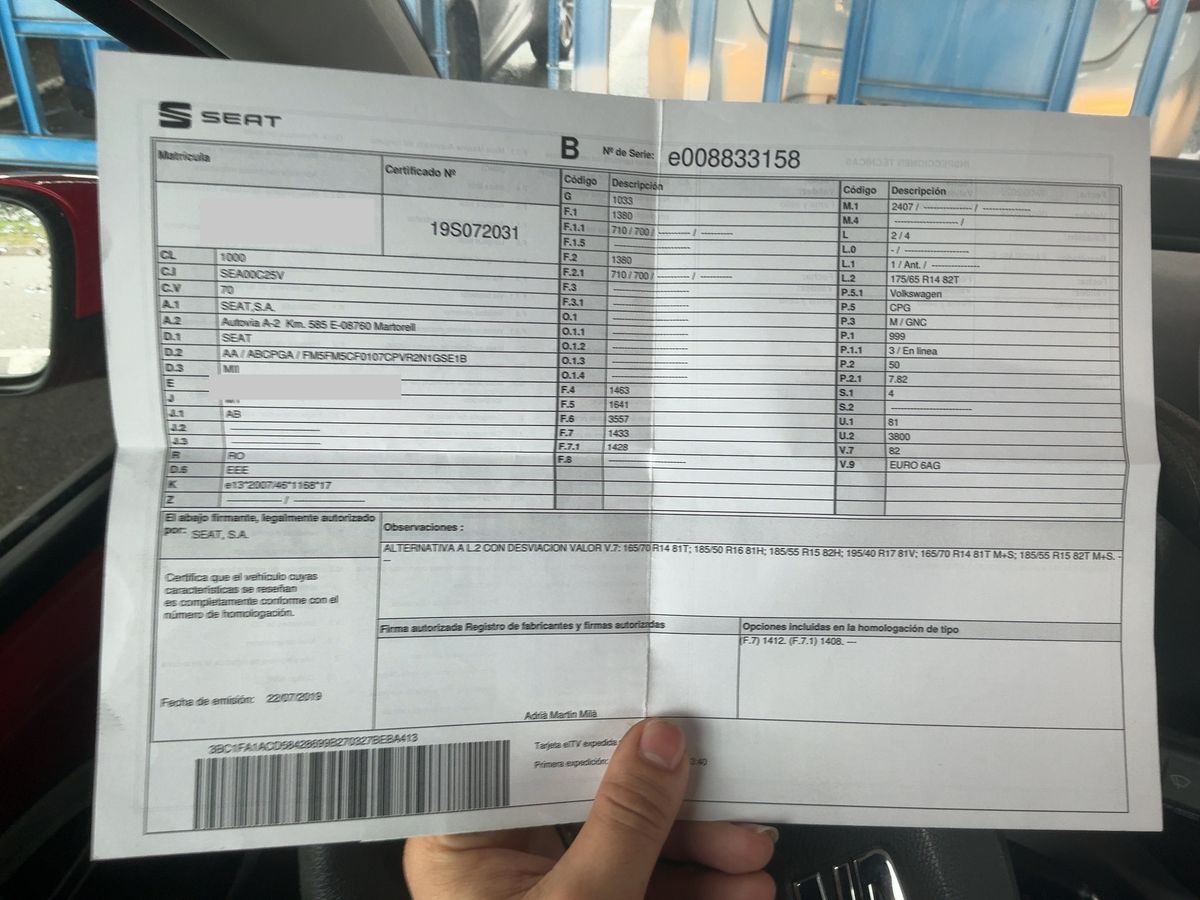 SEAT
B Nº de Serie: e008833158
Matrícula
Certificado Nº
19S072031
CL 1000
C.I SEA00C25V
C.V 70
A.1 SEAT,S.A.
A.2 Autovia A-2 Km. 585 E-08760 Martorell
D.1 SEAT
D.2 AA / ABCPGA / FM5FM5CF0107CPVR2N1GSE1B
D.3 MII
E
J
J.1 AB
J.2 ----------------
J.3 ----------------
R RO
D.6 EEE
K e13*2007/46*1168*17
Z ---------- / -------------
Código Descripción
G 1033
F.1 1380
F.1.1 710 / 700 / --------- / ---------
F.1.5 ----------------
F.2 1380
F.2.1 710 / 700 / --------- / ---------
F.3 ----------------
F.3.1 ----------------
O.1 ----------------
O.1.1 ----------------
O.1.2 ----------------
O.1.3 ----------------
O.1.4 ----------------
F.4 1463
F.5 1641
F.6 3557
F.7 1433
F.7.1 1428
F.8 ----------------
Código Descripción
M.1 2407 / -------------- / --------------
M.4 -------------- /
L 2 / 4
L.0 - / ----------------
L.1 1 / Ant. / --------------
L.2 175/65 R14 82T
P.5.1 Volkswagen
P.5 CPG
P.3 M / GNC
P.1 999
P.1.1 3 / En línea
P.2 50
P.2.1 7.82
S.1 4
S.2 ----------------
U.1 81
U.2 3800
V.7 82
V.9 EURO 6AG
El abajo firmante, legalmente autorizado
por: SEAT, S.A.
Certifica que el vehículo cuyas
características se reseñan
es completamente conforme con el
número de homologación.
Fecha de emisión: 22/07/2019
Observaciones :
ALTERNATIVA A L.2 CON DESVIACION VALOR V.7: 165/70 R14 81T; 185/50 R16 81H; 185/55 R15 82H; 195/40 R17 81V; 165/70 R14 81T M+S; 185/55 R15 82T M+S. -
--
Firma autorizada Registro de fabricantes y firmas autorizadas
Adrià Martin Milà
Opciones incluidas en la homologación de tipo
(F.7) 1412. (F.7.1) 1408. ---
3BC1FA1ACD58428699B270327BEBA413
Tarjeta eITV expedida
Primera expedición: 3:40